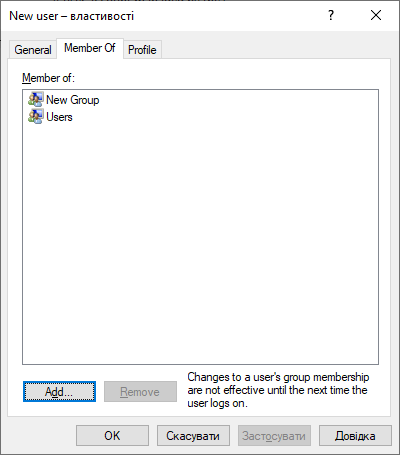 New user – властивості
General Member Of Profile
Member of:
New Group
Users
Add... Remove
Changes to a user's group membership
are not effective until the next time the
user logs on.
OK Скасувати Застосувати Довідка